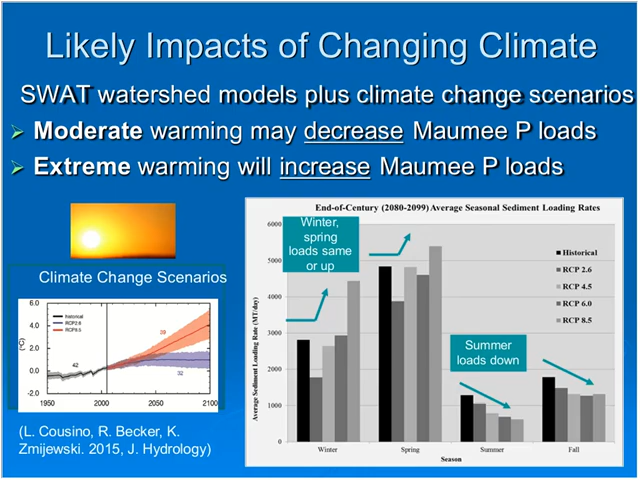 Likely Impacts of Changing Climate
SWAT watershed models plus climate change scenarios
Moderate warming may decrease Maumee P loads
Extreme warming will increase Maumee P loads
Climate Change Scenarios
6.0
4.0
2.0
0.0
-2.0
(°C)
historical
RCP2.6
RCP8.5
39
42
32
1950
2000
2050
2100
(L. Cousino, R. Becker, K.
Zmijewski. 2015, J. Hydrology)
End-of-Century (2080-2099) Average Seasonal Sediment Loading Rates
Average Sediment Loading Rate (MT/day)
6000
5000
4000
3000
2000
1000
0
Winter,
spring
loads same
or up
Historical
RCP 2.6
RCP 4.5
RCP 6.0
RCP 8.5
Summer
loads down
Winter
Spring
Summer
Fall
Season